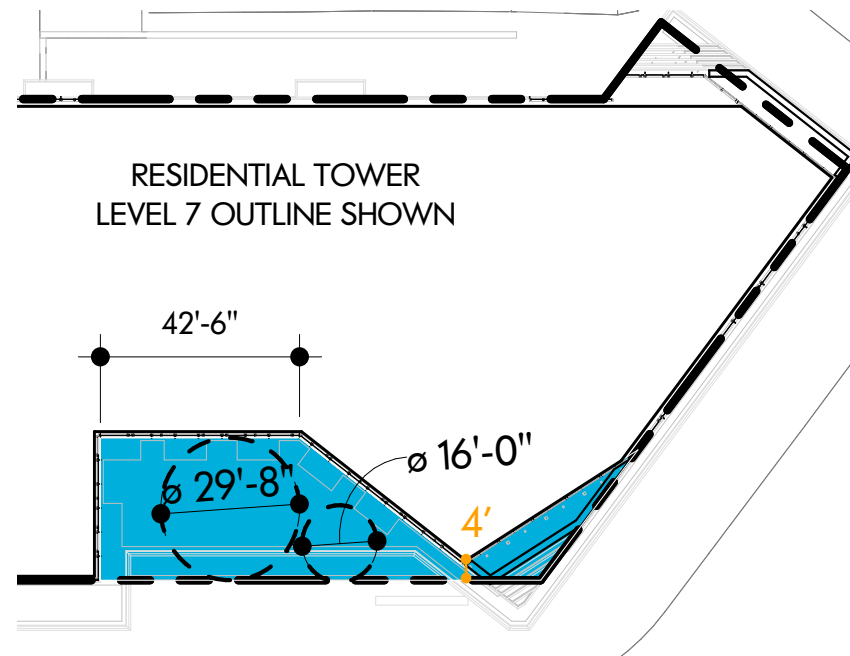 RESIDENTIAL TOWER
LEVEL 7 OUTLINE SHOWN
42'-6"
ø 16'-0"
ø 29'-8"
4'